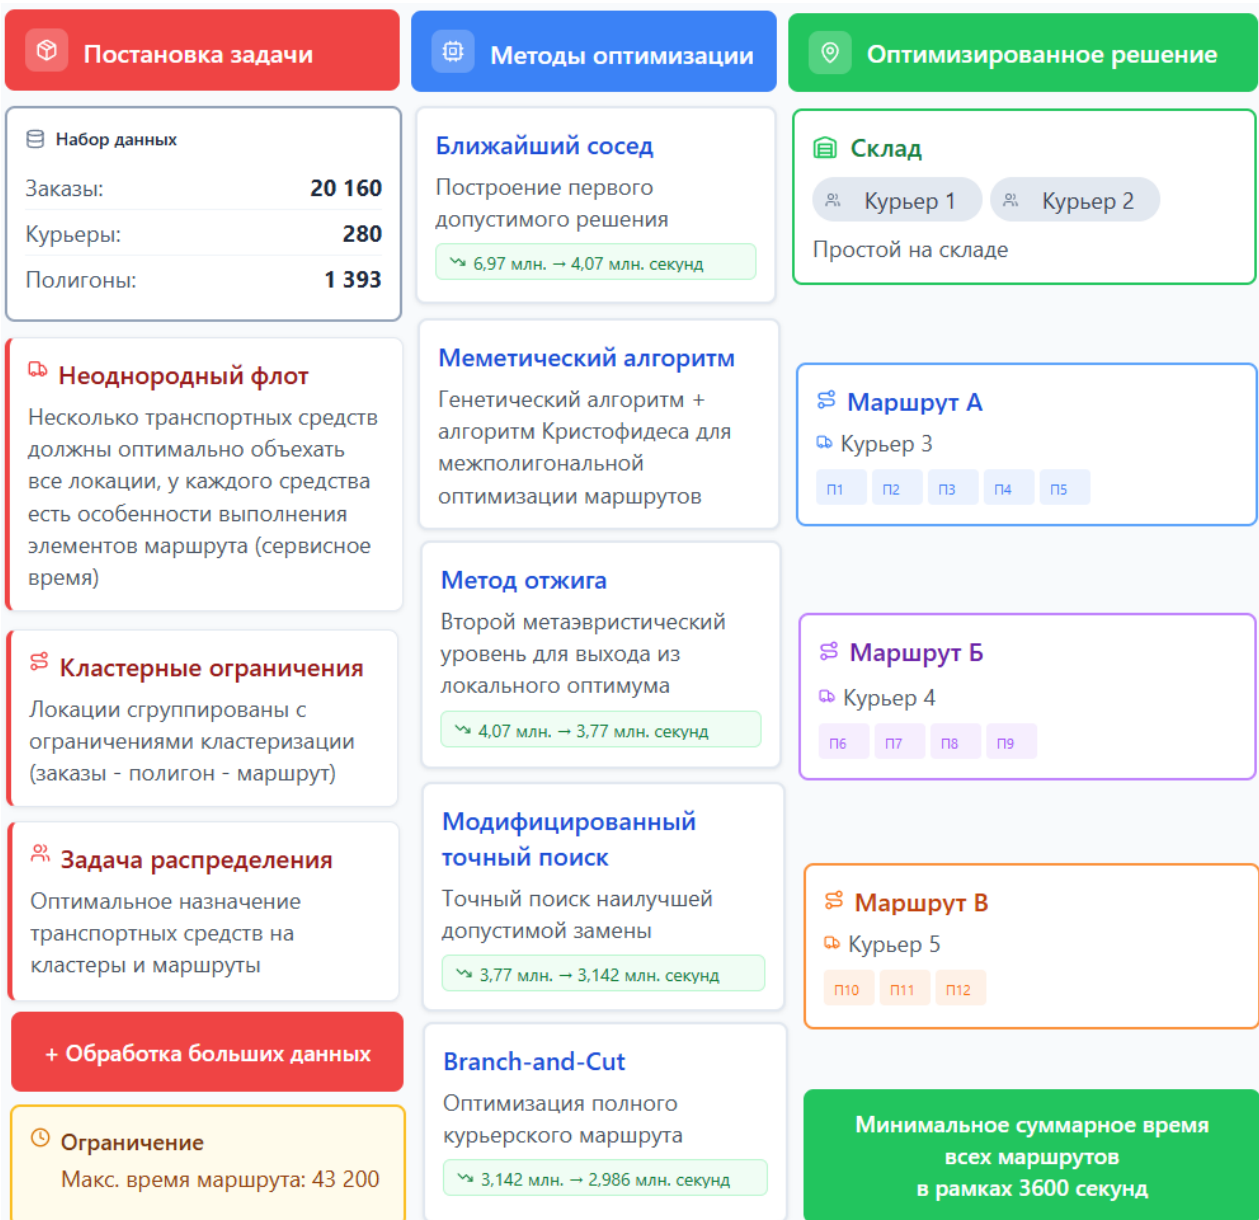 Постановка задачи
Набор данных
Заказы: 20 160
Курьеры: 280
Полигоны: 1 393
Неоднородный флот
Несколько транспортных средств
должны оптимально объехать
все локации, у каждого средства
есть особенности выполнения
элементов маршрута (сервисное
время)
Кластерные ограничения
Локации сгруппированы с
ограничениями кластеризации
(заказы - полигон - маршрут)
Задача распределения
Оптимальное назначение
транспортных средств на
кластеры и маршруты
+ Обработка больших данных
Ограничение
Макс. время маршрута: 43 200
Методы оптимизации
Ближайший сосед
Построение первого
допустимого решения
6,97 млн. → 4,07 млн. секунд
Меметический алгоритм
Генетический алгоритм +
алгоритм Кристофидеса для
межполигональной
оптимизации маршрутов
Метод отжига
Второй метаэвристический
уровень для выхода из
локального оптимума
4,07 млн. → 3,77 млн. секунд
Модифицированный
точный поиск
Точный поиск наилучшей
допустимой замены
3,77 млн. → 3,142 млн. секунд
Branch-and-Cut
Оптимизация полного
курьерского маршрута
3,142 млн. → 2,986 млн. секунд
Оптимизированное решение
Склад
Курьер 1 Курьер 2
Простой на складе
Маршрут А
Курьер 3
П1 П2 П3 П4 П5
Маршрут Б
Курьер 4
П6 П7 П8 П9
Маршрут В
Курьер 5
П10 П11 П12
Минимальное суммарное время
всех маршрутов
в рамках 3600 секунд